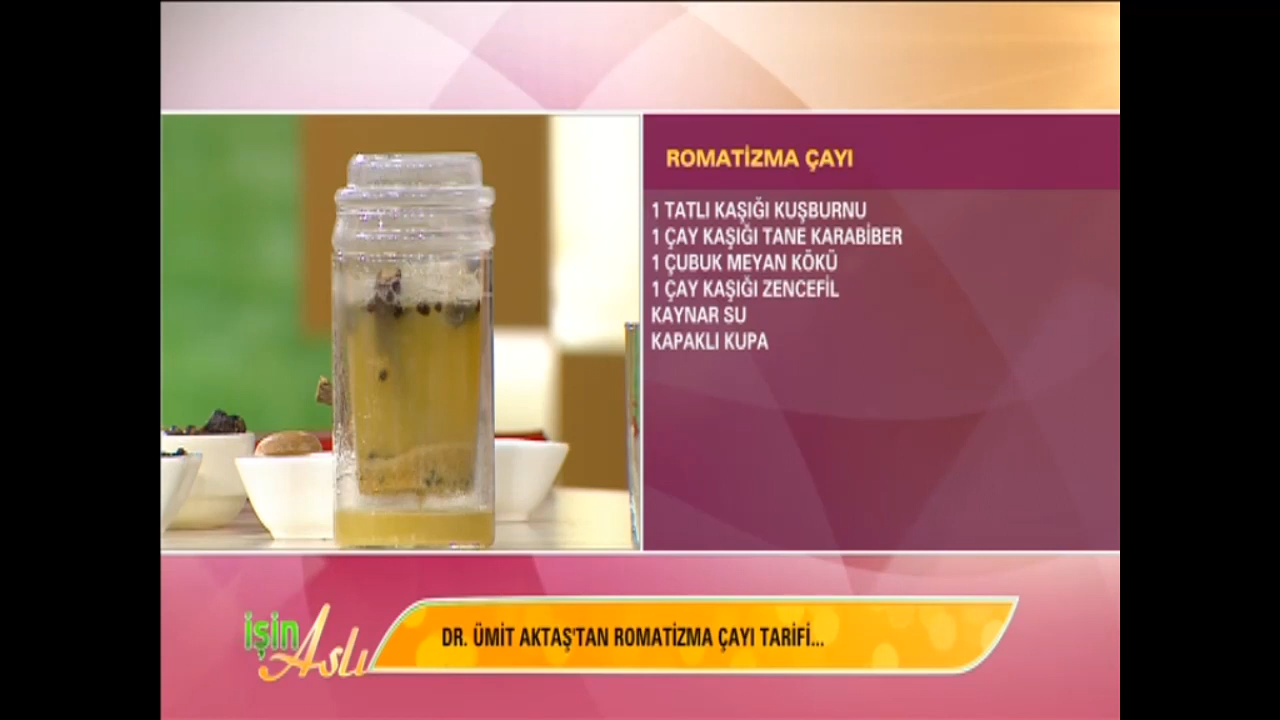 ROMATİZMA ÇAYI
1 TATLI KAŞIĞI KUŞBURNU
1 ÇAY KAŞIĞI TANE KARABİBER
1 ÇUBUK MEYAN KÖKÜ
1 ÇAY KAŞIĞI ZENCEFİL
KAYNAR SU
KAPAKLI KUPA
işin Aslı
DR. ÜMİT AKTAŞ'TAN ROMATİZMA ÇAYI TARİFİ...